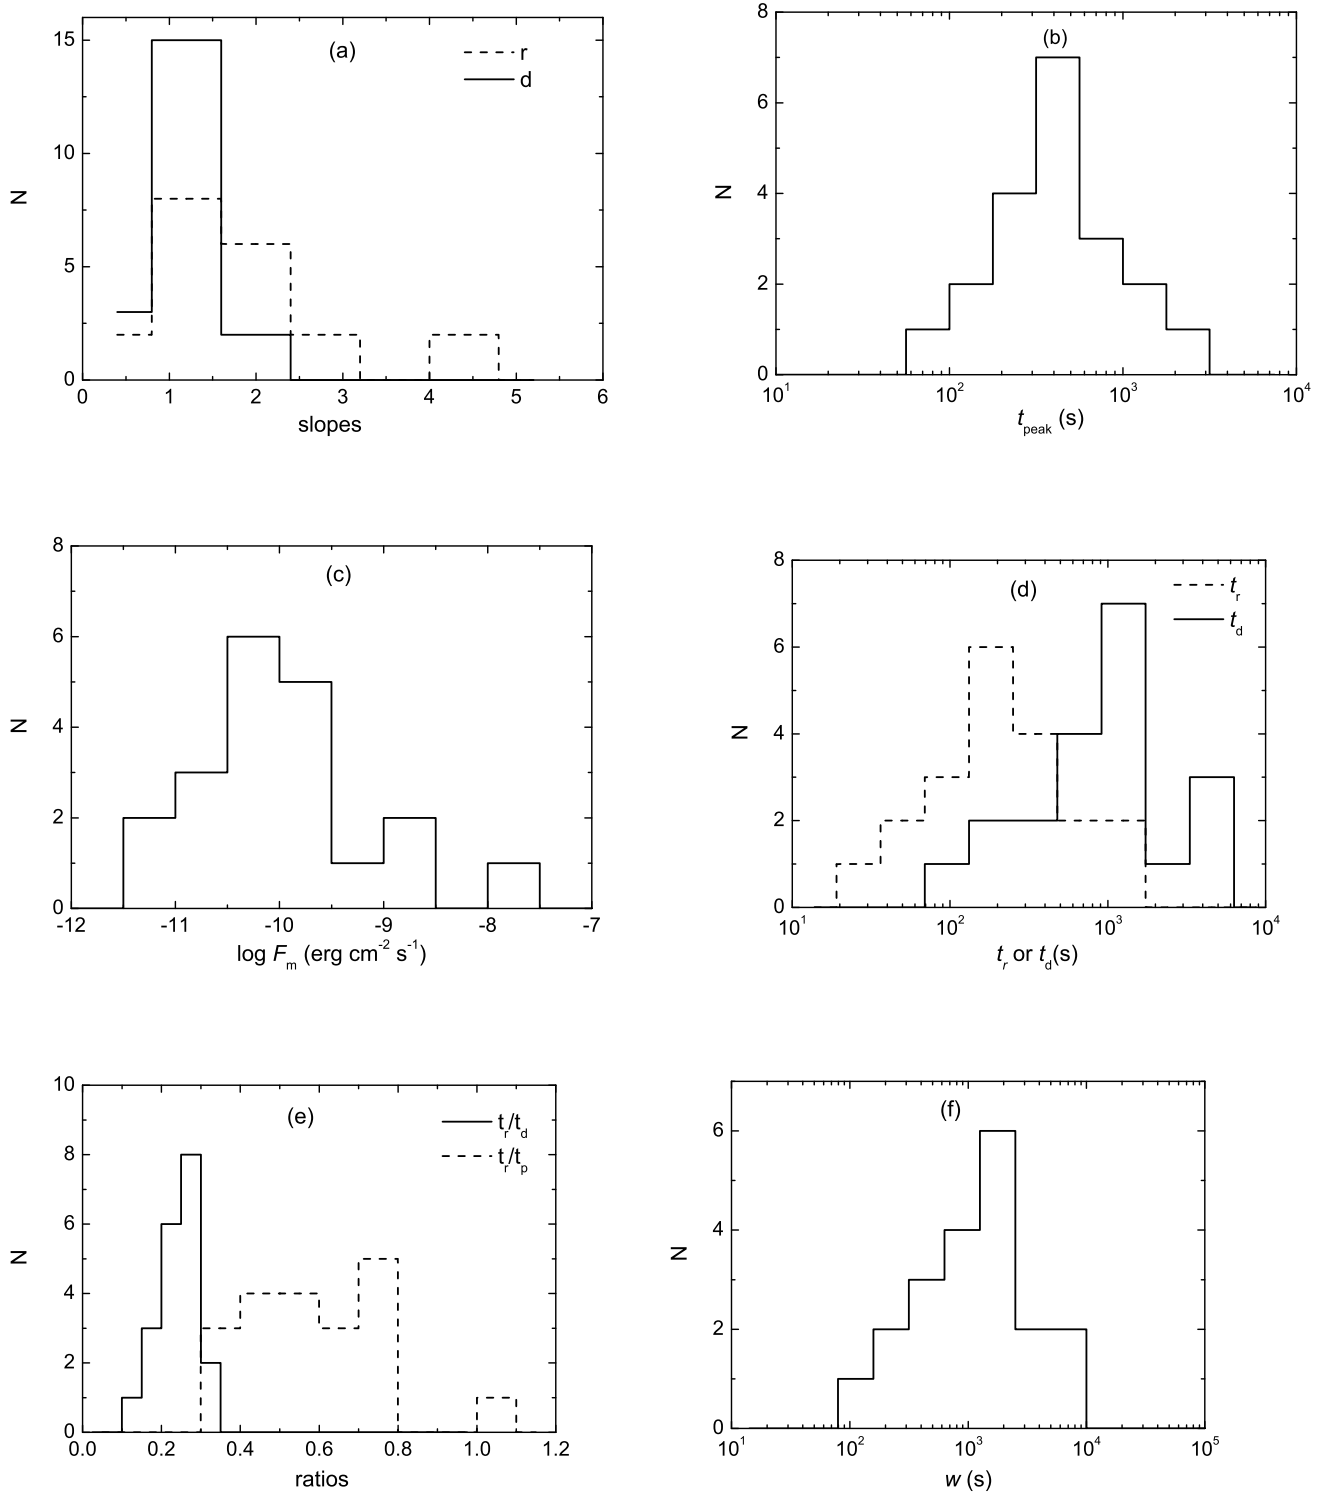 (a)
r
d
15
10
5
0
N
0 1 2 3 4 5 6
slopes
(b)
8
6
4
2
0
N
10^1 10^2 10^3 10^4
t_peak (s)
(c)
8
6
4
2
0
N
-12 -11 -10 -9 -8 -7
log F_m (erg cm^-2 s^-1)
(d)
t_r
t_d
8
6
4
2
0
N
10^1 10^2 10^3 10^4
t_r or t_d(s)
(e)
t_r/t_d
t_r/t_p
10
8
6
4
2
0
N
0.0 0.2 0.4 0.6 0.8 1.0 1.2
ratios
(f)
6
4
2
0
N
10^1 10^2 10^3 10^4 10^5
w (s)